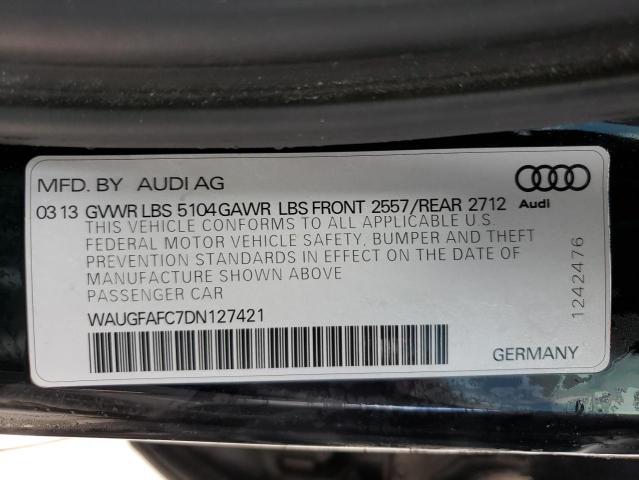 MFD. BY AUDI AG
Audi
03 13 GVWR LBS 5104 GAWR LBS FRONT 2557/REAR 2712
THIS VEHICLE CONFORMS TO ALL APPLICABLE U.S.
FEDERAL MOTOR VEHICLE SAFETY, BUMPER AND THEFT
PREVENTION STANDARDS IN EFFECT ON THE DATE OF
MANUFACTURE SHOWN ABOVE
PASSENGER CAR
WAUGFAFC7DN127421
1242476
GERMANY